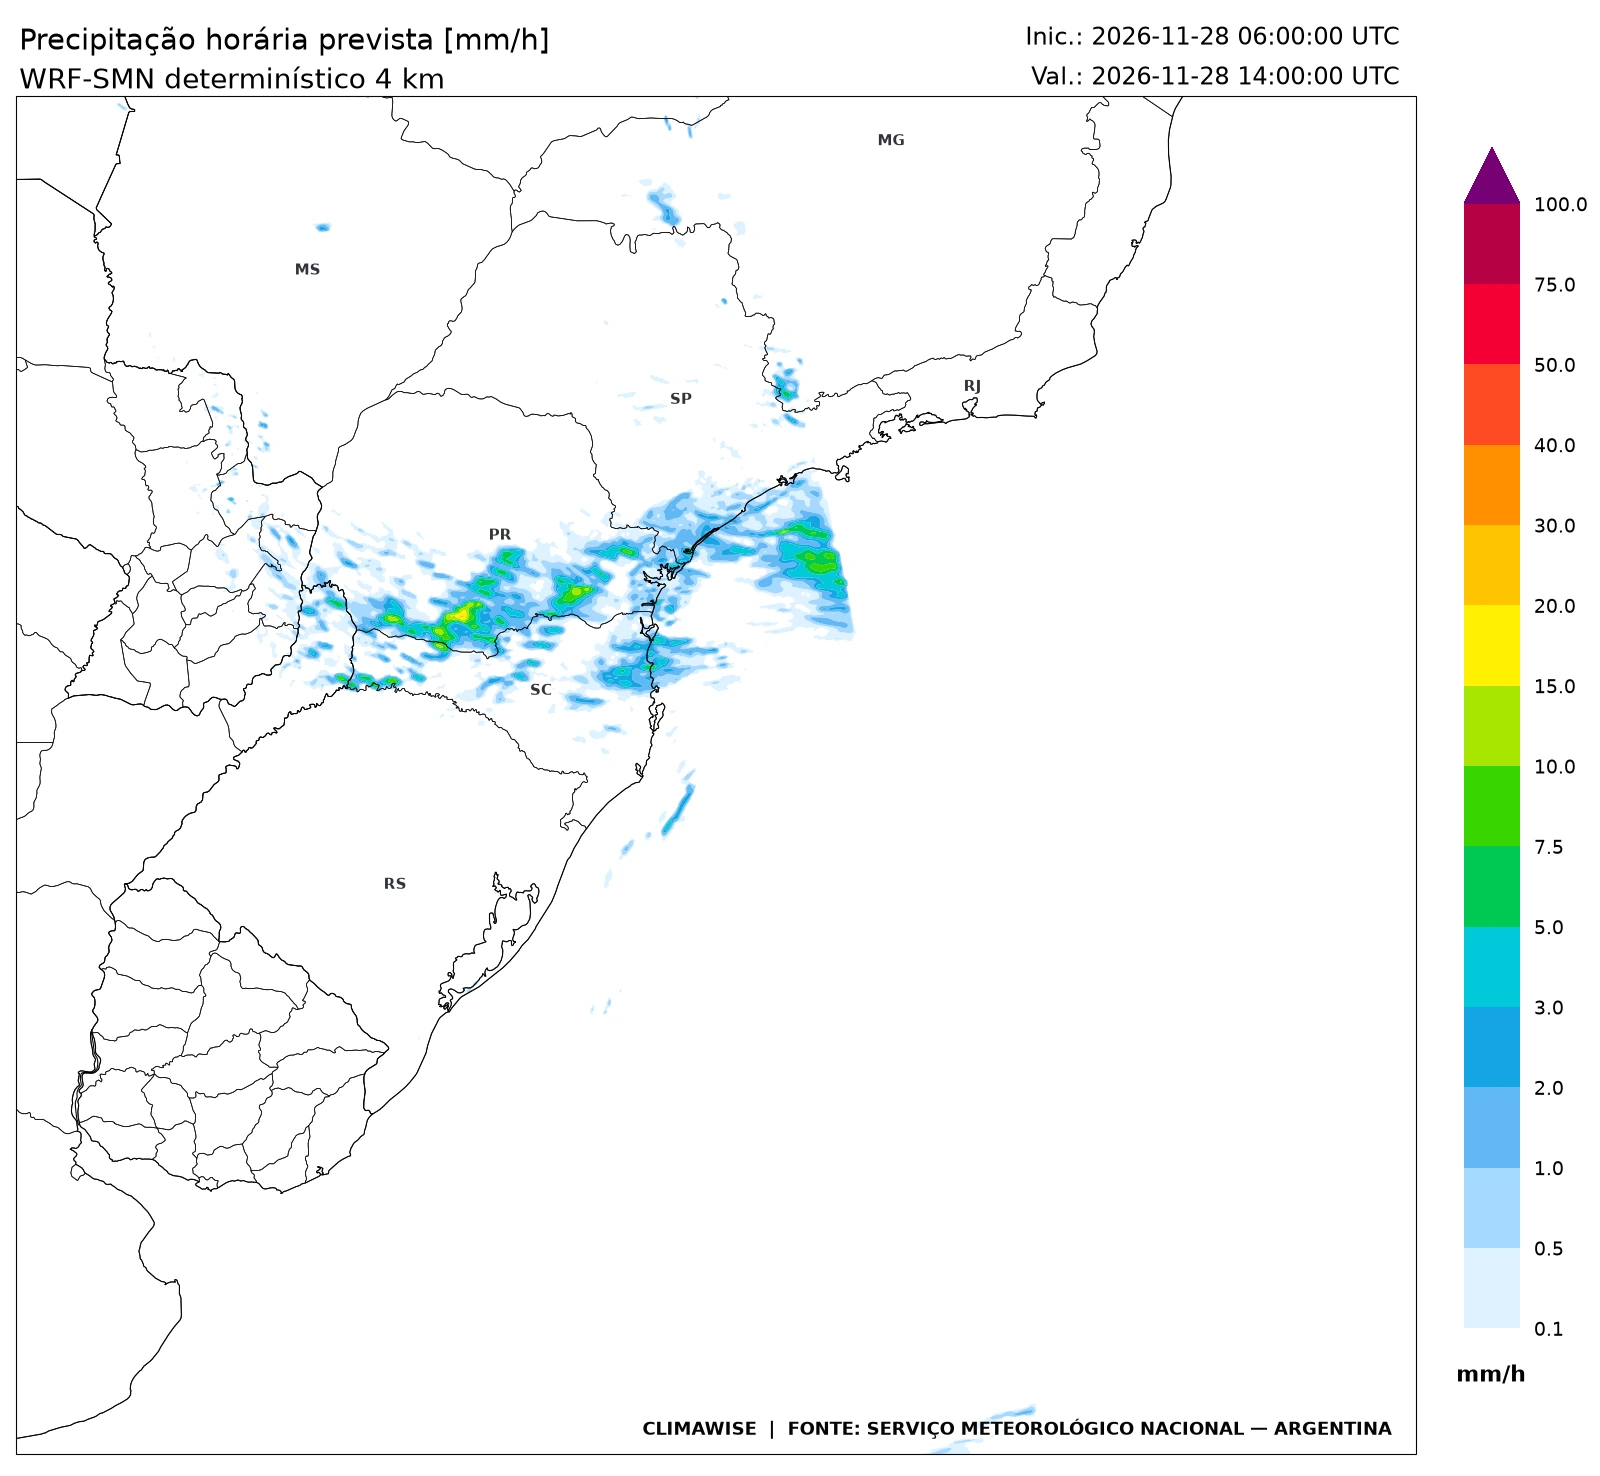 Precipitação horária prevista [mm/h]
WRF-SMN determinístico 4 km
Inic.: 2026-11-28 06:00:00 UTC
Val.: 2026-11-28 14:00:00 UTC
MG
MS
RJ
SP
PR
SC
RS
100.0
75.0
50.0
40.0
30.0
20.0
15.0
10.0
7.5
5.0
3.0
2.0
1.0
0.5
0.1
mm/h
CLIMAWISE | FONTE: SERVIÇO METEOROLÓGICO NACIONAL — ARGENTINA